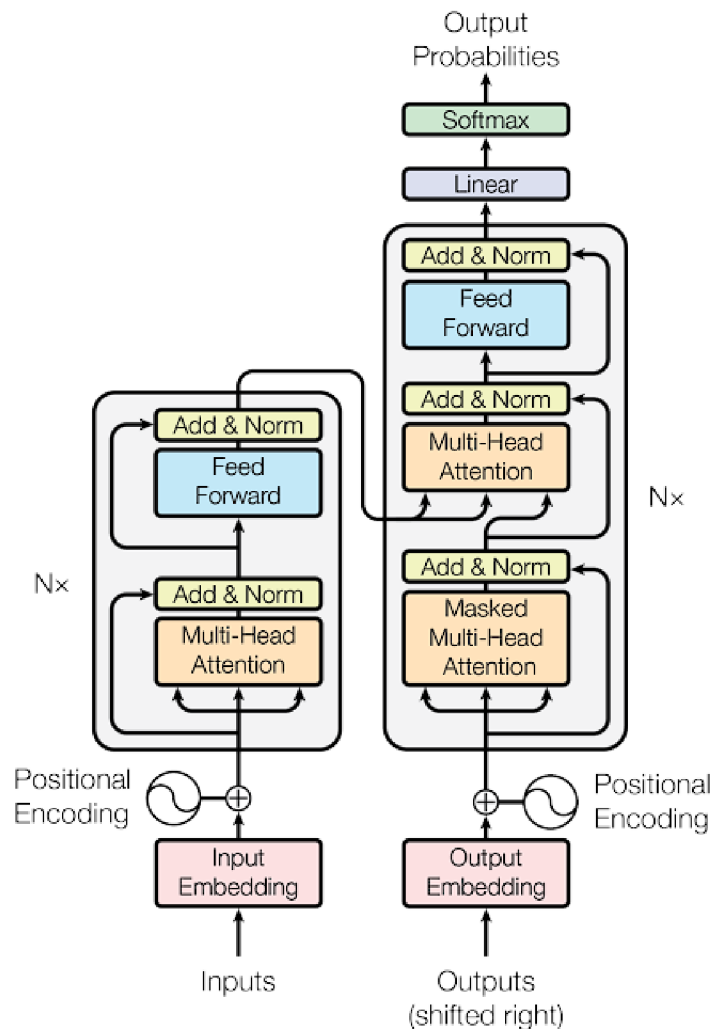 Output
Probabilities
Softmax
Linear
Add & Norm
Feed
Forward
Add & Norm
Multi-Head
Attention
Add & Norm
Masked
Multi-Head
Attention
Nx
Add & Norm
Feed
Forward
Add & Norm
Multi-Head
Attention
Nx
Positional
Encoding
Positional
Encoding
Input
Embedding
Output
Embedding
Inputs
Outputs
(shifted right)